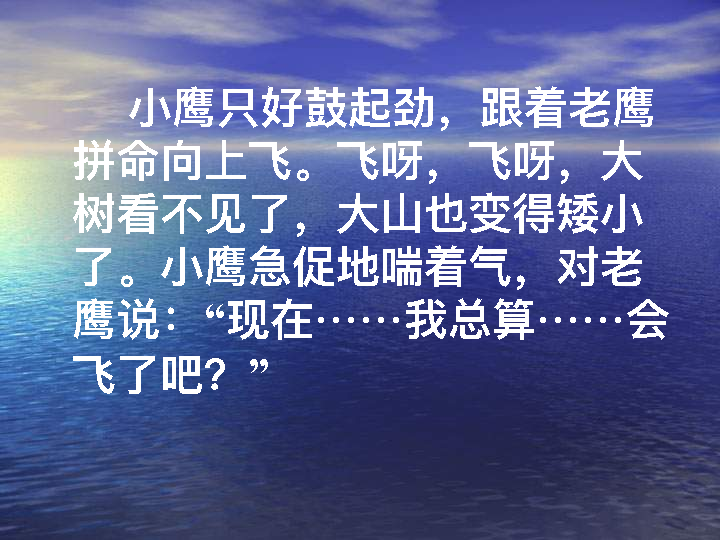 小鹰只好鼓起劲，跟着老鹰
拼命向上飞。飞呀，飞呀，大
树看不见了，大山也变得矮小
了。小鹰急促地喘着气，对老
鹰说：“现在……我总算……会
飞了吧？”